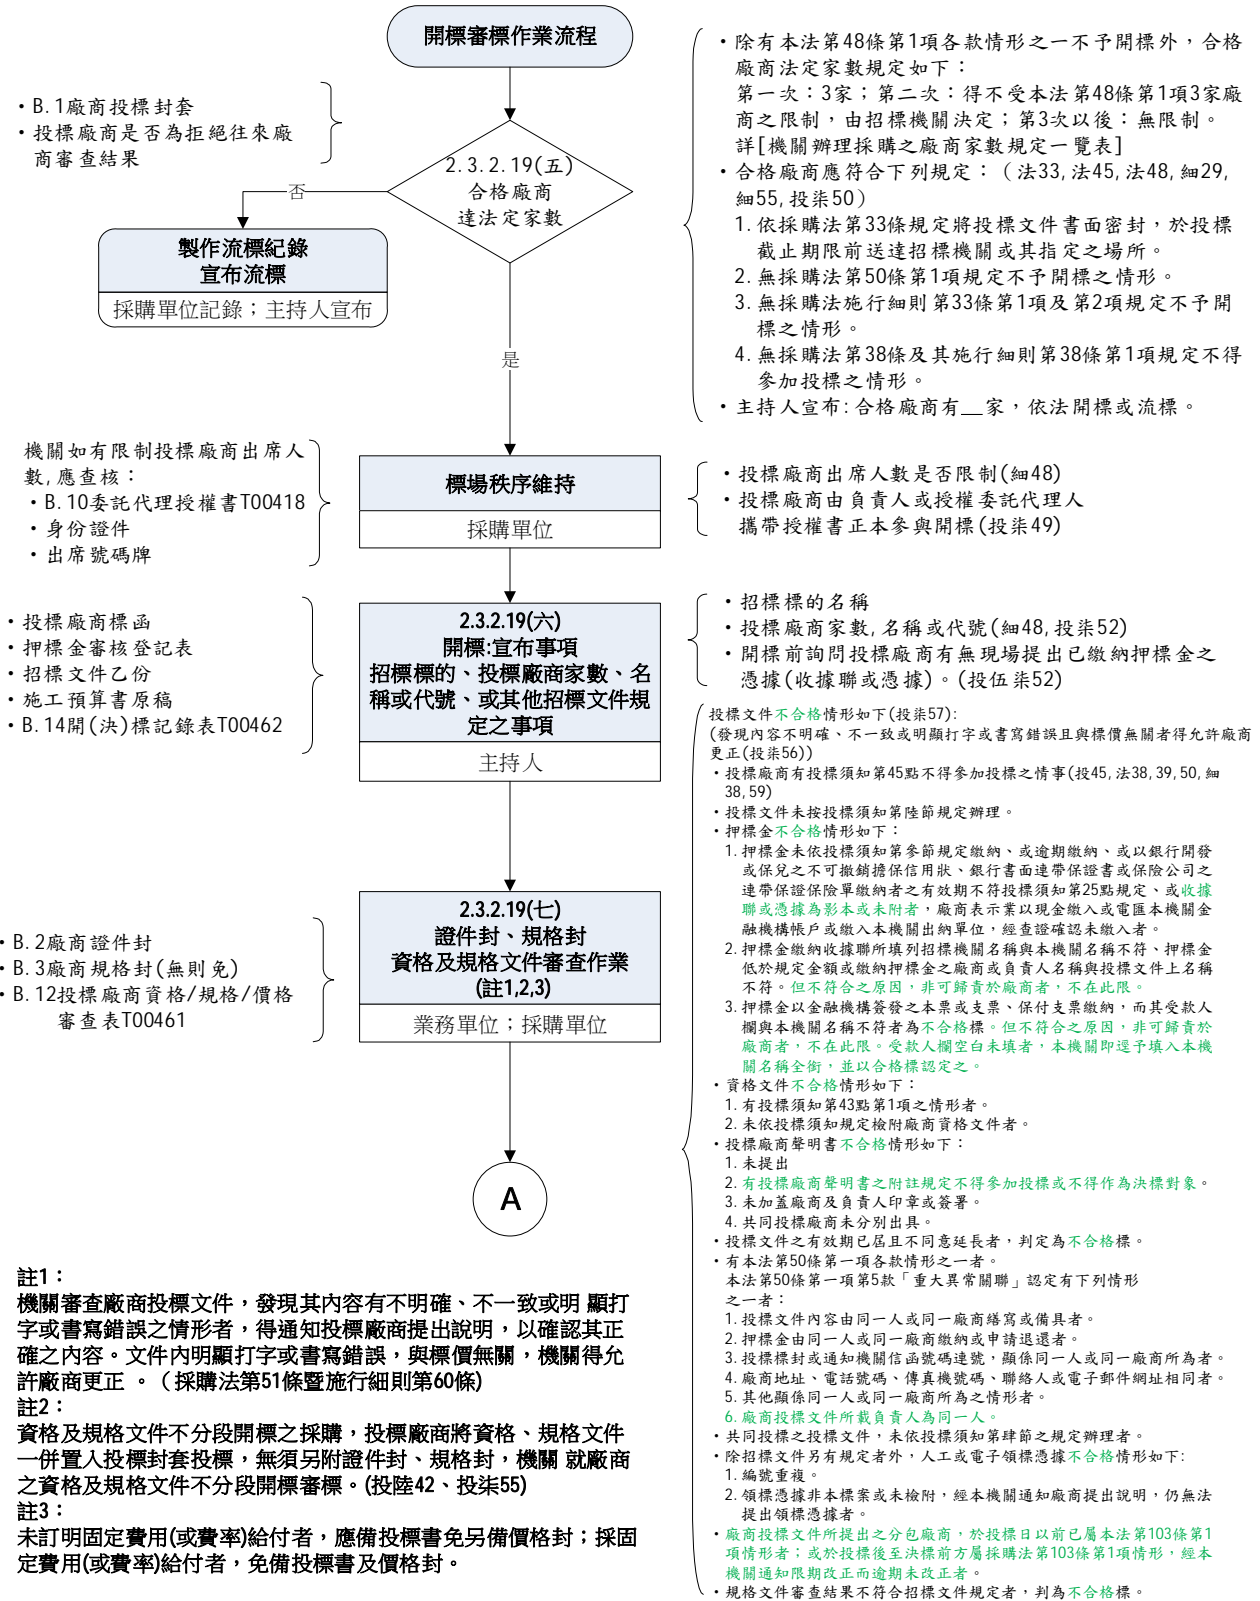 開標審標作業流程
・B.1廠商投標封套
・投標廠商是否為拒絕往來廠
商審查結果
2.3.2.19(五)
合格廠商
達法定家數
否
製作流標紀錄
宣布流標
採購單位記錄；主持人宣布
是
・除有本法第48條第1項各款情形之一不予開標外，合格
廠商法定家數規定如下：
第一次：3家；第二次：得不受本法第48條第1項3家廠
商之限制，由招標機關決定；第3次以後：無限制。
詳[機關辦理採購之廠商家數規定一覽表]
・合格廠商應符合下列規定：（法33,法45,法48,細29,
細55,投柒50）
1.依採購法第33條規定將投標文件書面密封，於投標
截止期限前送達招標機關或其指定之場所。
2.無採購法第50條第1項規定不予開標之情形。
3.無採購法施行細則第33條第1項及第2項規定不予開
標之情形。
4.無採購法第38條及其施行細則第38條第1項規定不得
參加投標之情形。
・主持人宣布:合格廠商有__家，依法開標或流標。
機關如有限制投標廠商出席人
數,應查核：
・B.10委託代理授權書T00418
・身份證件
・出席號碼牌
標場秩序維持
採購單位
・投標廠商出席人數是否限制(細48)
・投標廠商由負責人或授權委託代理人
攜帶授權書正本參與開標(投柒49)
・投標廠商標函
・押標金審核登記表
・招標文件乙份
・施工預算書原稿
・B.14開(決)標記錄表T00462
2.3.2.19(六)
開標:宣布事項
招標標的、投標廠商家數、名
稱或代號、或其他招標文件規
定之事項
主持人
・招標標的名稱
・投標廠商家數,名稱或代號(細48,投柒52)
・開標前詢問投標廠商有無現場提出已繳納押標金之
憑據(收據聯或憑據)。(投伍柒52)
・B.2廠商證件封
・B.3廠商規格封(無則免)
・B.12投標廠商資格/規格/價格
審查表T00461
2.3.2.19(七)
證件封、規格封
資格及規格文件審查作業
(註1,2,3)
業務單位；採購單位
A
投標文件不合格情形如下(投柒57):
(發現內容不明確、不一致或明顯打字或書寫錯誤且與標價無關者得允許廠商
更正(投柒56))
・投標廠商有投標須知第45點不得參加投標之情事(投45,法38,39,50,細
38,59)
・投標文件未按投標須知第陸節規定辦理。
・押標金不合格情形如下：
1.押標金未依投標須知第參節規定繳納、或逾期繳納、或以銀行開發
或保兌之不可撤銷擔保信用狀、銀行書面連帶保證書或保險公司之
連帶保證保險單繳納者之有效期不符投標須知第25點規定、或收據
聯或憑據為影本或未附者，廠商表示業以現金繳入或電匯本機關金
融機構帳戶或繳入本機關出納單位，經查證確認未繳入者。
2.押標金繳納收據聯所填列招標機關名稱與本機關名稱不符、押標金
低於規定金額或繳納押標金之廠商或負責人名稱與投標文件上名稱
不符。但不符合之原因，非可歸責於廠商者，不在此限。
3.押標金以金融機構簽發之本票或支票、保付支票繳納，而其受款人
欄與本機關名稱不符者為不合格標。但不符合之原因，非可歸責於
廠商者，不在此限。受款人欄空白未填者，本機關即逕予填入本機
關名稱全銜，並以合格標認定之。
・資格文件不合格情形如下：
1.有投標須知第43點第1項之情形者。
2.未依投標須知規定檢附廠商資格文件者。
・投標廠商聲明書不合格情形如下：
1.未提出
2.有投標廠商聲明書之附註規定不得參加投標或不得作為決標對象。
3.未加蓋廠商及負責人印章或簽署。
4.共同投標廠商未分別出具。
・投標文件之有效期已屆且不同意延長者，判定為不合格標。
・有本法第50條第一項各款情形之一者。
本法第50條第一項第5款「重大異常關聯」認定有下列情形
之一者：
1.投標文件內容由同一人或同一廠商繕寫或備具者。
2.押標金由同一人或同一廠商繳納或申請退還者。
3.投標標封或通知機關信函號碼連號，顯係同一人或同一廠商所為者。
4.廠商地址、電話號碼、傳真機號碼、聯絡人或電子郵件網址相同者。
5.其他顯係同一人或同一廠商所為之情形者。
6.廠商投標文件所載負責人為同一人。
・共同投標之投標文件，未依投標須知第肆節之規定辦理者。
・除招標文件另有規定者外，人工或電子領標憑據不合格情形如下:
1.編號重複。
2.領標憑據非本標案或未檢附，經本機關通知廠商提出說明，仍無法
提出領標憑據者。
・廠商投標文件所提出之分包廠商，於投標日以前已屬本法第103條第1
項情形者；或於投標後至決標前方屬採購法第103條第1項情形，經本
機關通知限期改正而逾期未改正者。
・規格文件審查結果不符合招標文件規定者，判為不合格標。
註1：
機關審查廠商投標文件，發現其內容有不明確、不一致或明 顯打
字或書寫錯誤之情形者，得通知投標廠商提出說明，以確認其正
確之內容。文件內明顯打字或書寫錯誤，與標價無關，機關得允
許廠商更正 。（採購法第51條暨施行細則第60條)
註2：
資格及規格文件不分段開標之採購，投標廠商將資格、規格文件
一併置入投標封套投標，無須另附證件封、規格封，機關 就廠商
之資格及規格文件不分段開標審標。(投陸42、投柒55)
註3：
未訂明固定費用(或費率)給付者，應備投標書免另備價格封；採固
定費用(或費率)給付者，免備投標書及價格封。